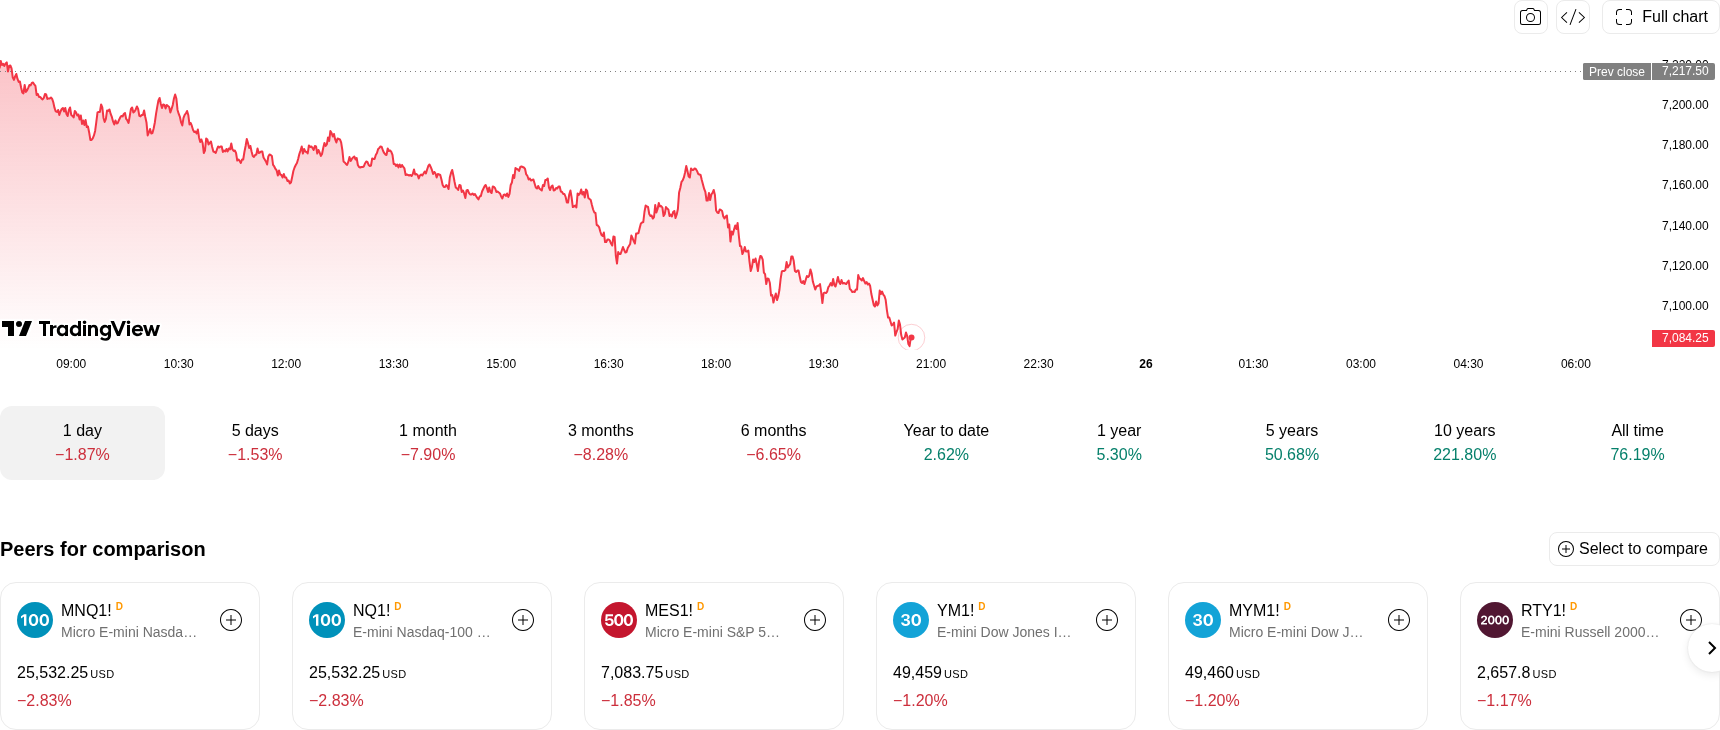 Full chart
Prev close 7,217.50
7,200.00
7,180.00
7,160.00
7,140.00
7,120.00
7,100.00
7,084.25
TradingView
09:00 10:30 12:00 13:30 15:00 16:30 18:00 19:30 21:00 22:30 26 01:30 03:00 04:30 06:00
1 day 5 days 1 month 3 months 6 months Year to date 1 year 5 years 10 years All time
−1.87% −1.53% −7.90% −8.28% −6.65% 2.62% 5.30% 50.68% 221.80% 76.19%
Peers for comparison
Select to compare
100 MNQ1! D
Micro E-mini Nasda…
25,532.25 USD
−2.83%
100 NQ1! D
E-mini Nasdaq-100 …
25,532.25 USD
−2.83%
500 MES1! D
Micro E-mini S&P 5…
7,083.75 USD
−1.85%
30 YM1! D
E-mini Dow Jones I…
49,459 USD
−1.20%
30 MYM1! D
Micro E-mini Dow J…
49,460 USD
−1.20%
2000 RTY1! D
E-mini Russell 2000…
2,657.8 USD
−1.17%